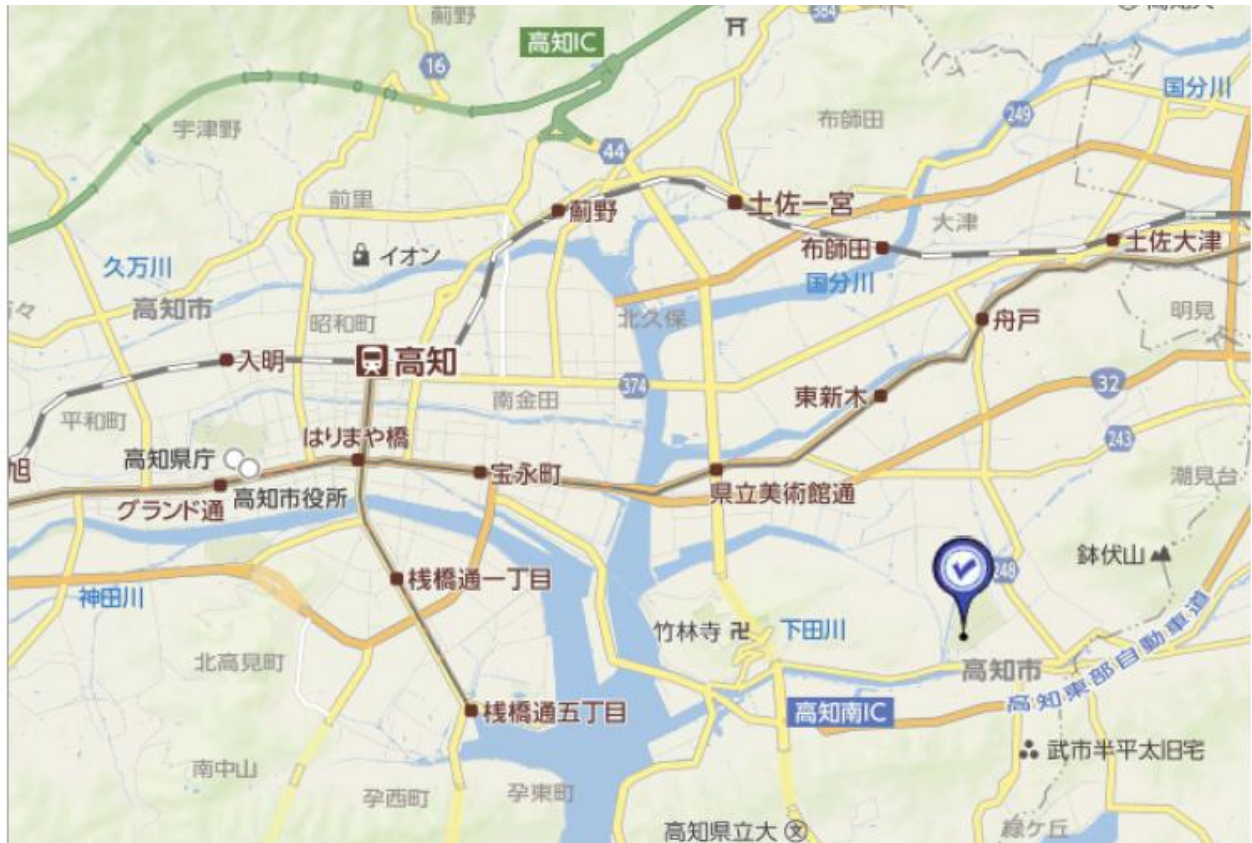 薊野
384
高知IC
16
国分川
249
布師田
宇津野
44
前里
薊野
土佐一宮
大津
イオン
布師田
土佐大津
久万川
国分川
高知市
昭和町
北久保
舟戸
明見
入明
高知
374
32
南金田
東新木
平和町
はりまや橋
243
旭
高知県庁
宝永町
潮見台
グランド通
高知市役所
県立美術館通
鉢伏山
248
桟橋通一丁目
神田川
竹林寺
下田川
北高見町
高知市
高知東部自動車道
桟橋通五丁目
高知南IC
武市半平太旧宅
南中山
孕西町
孕東町
高知県立大
文
緑ケ丘